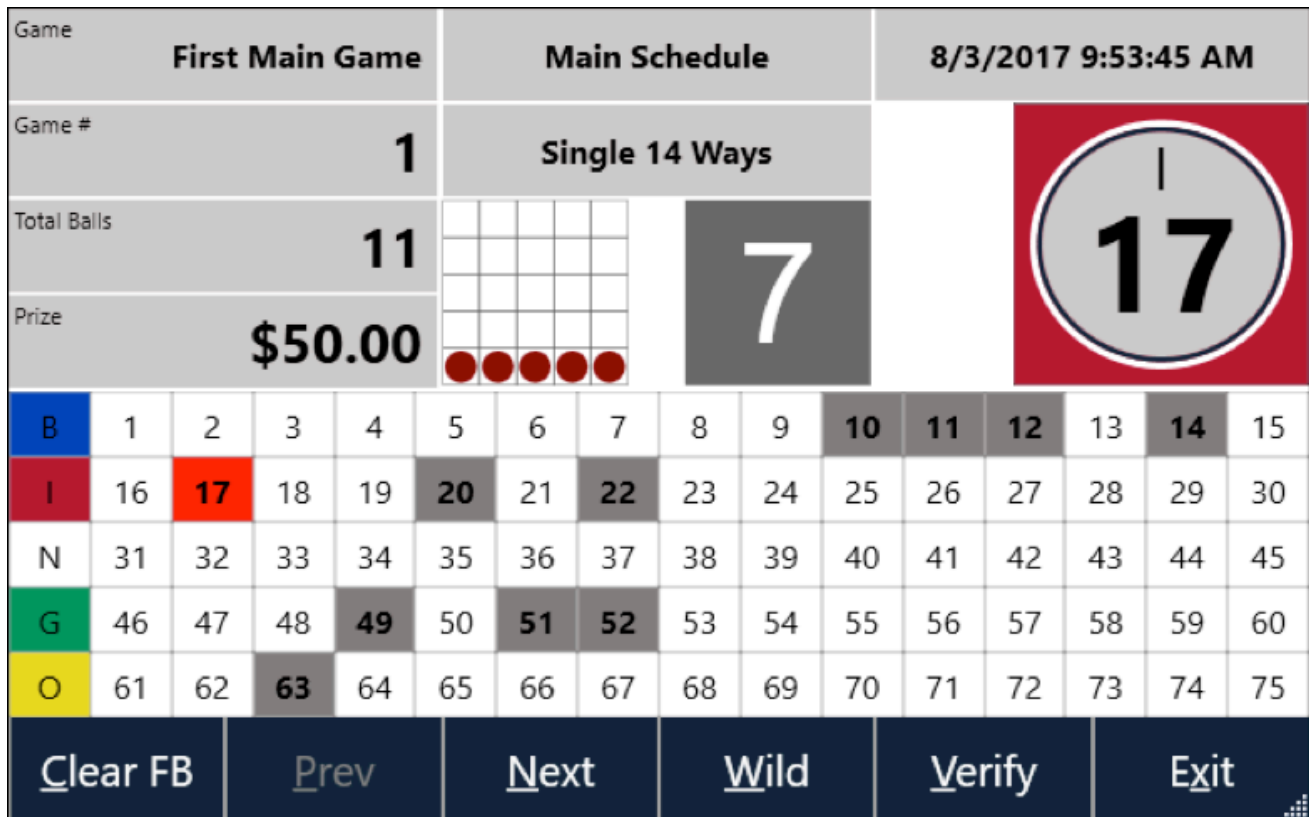 Game
First Main Game
Main Schedule
8/3/2017 9:53:45 AM
Game #
1
Single 14 Ways
I
17
Total Balls
11
7
Prize
$50.00
B 1 2 3 4 5 6 7 8 9 10 11 12 13 14 15
I 16 17 18 19 20 21 22 23 24 25 26 27 28 29 30
N 31 32 33 34 35 36 37 38 39 40 41 42 43 44 45
G 46 47 48 49 50 51 52 53 54 55 56 57 58 59 60
O 61 62 63 64 65 66 67 68 69 70 71 72 73 74 75
Clear FB Prev Next Wild Verify Exit